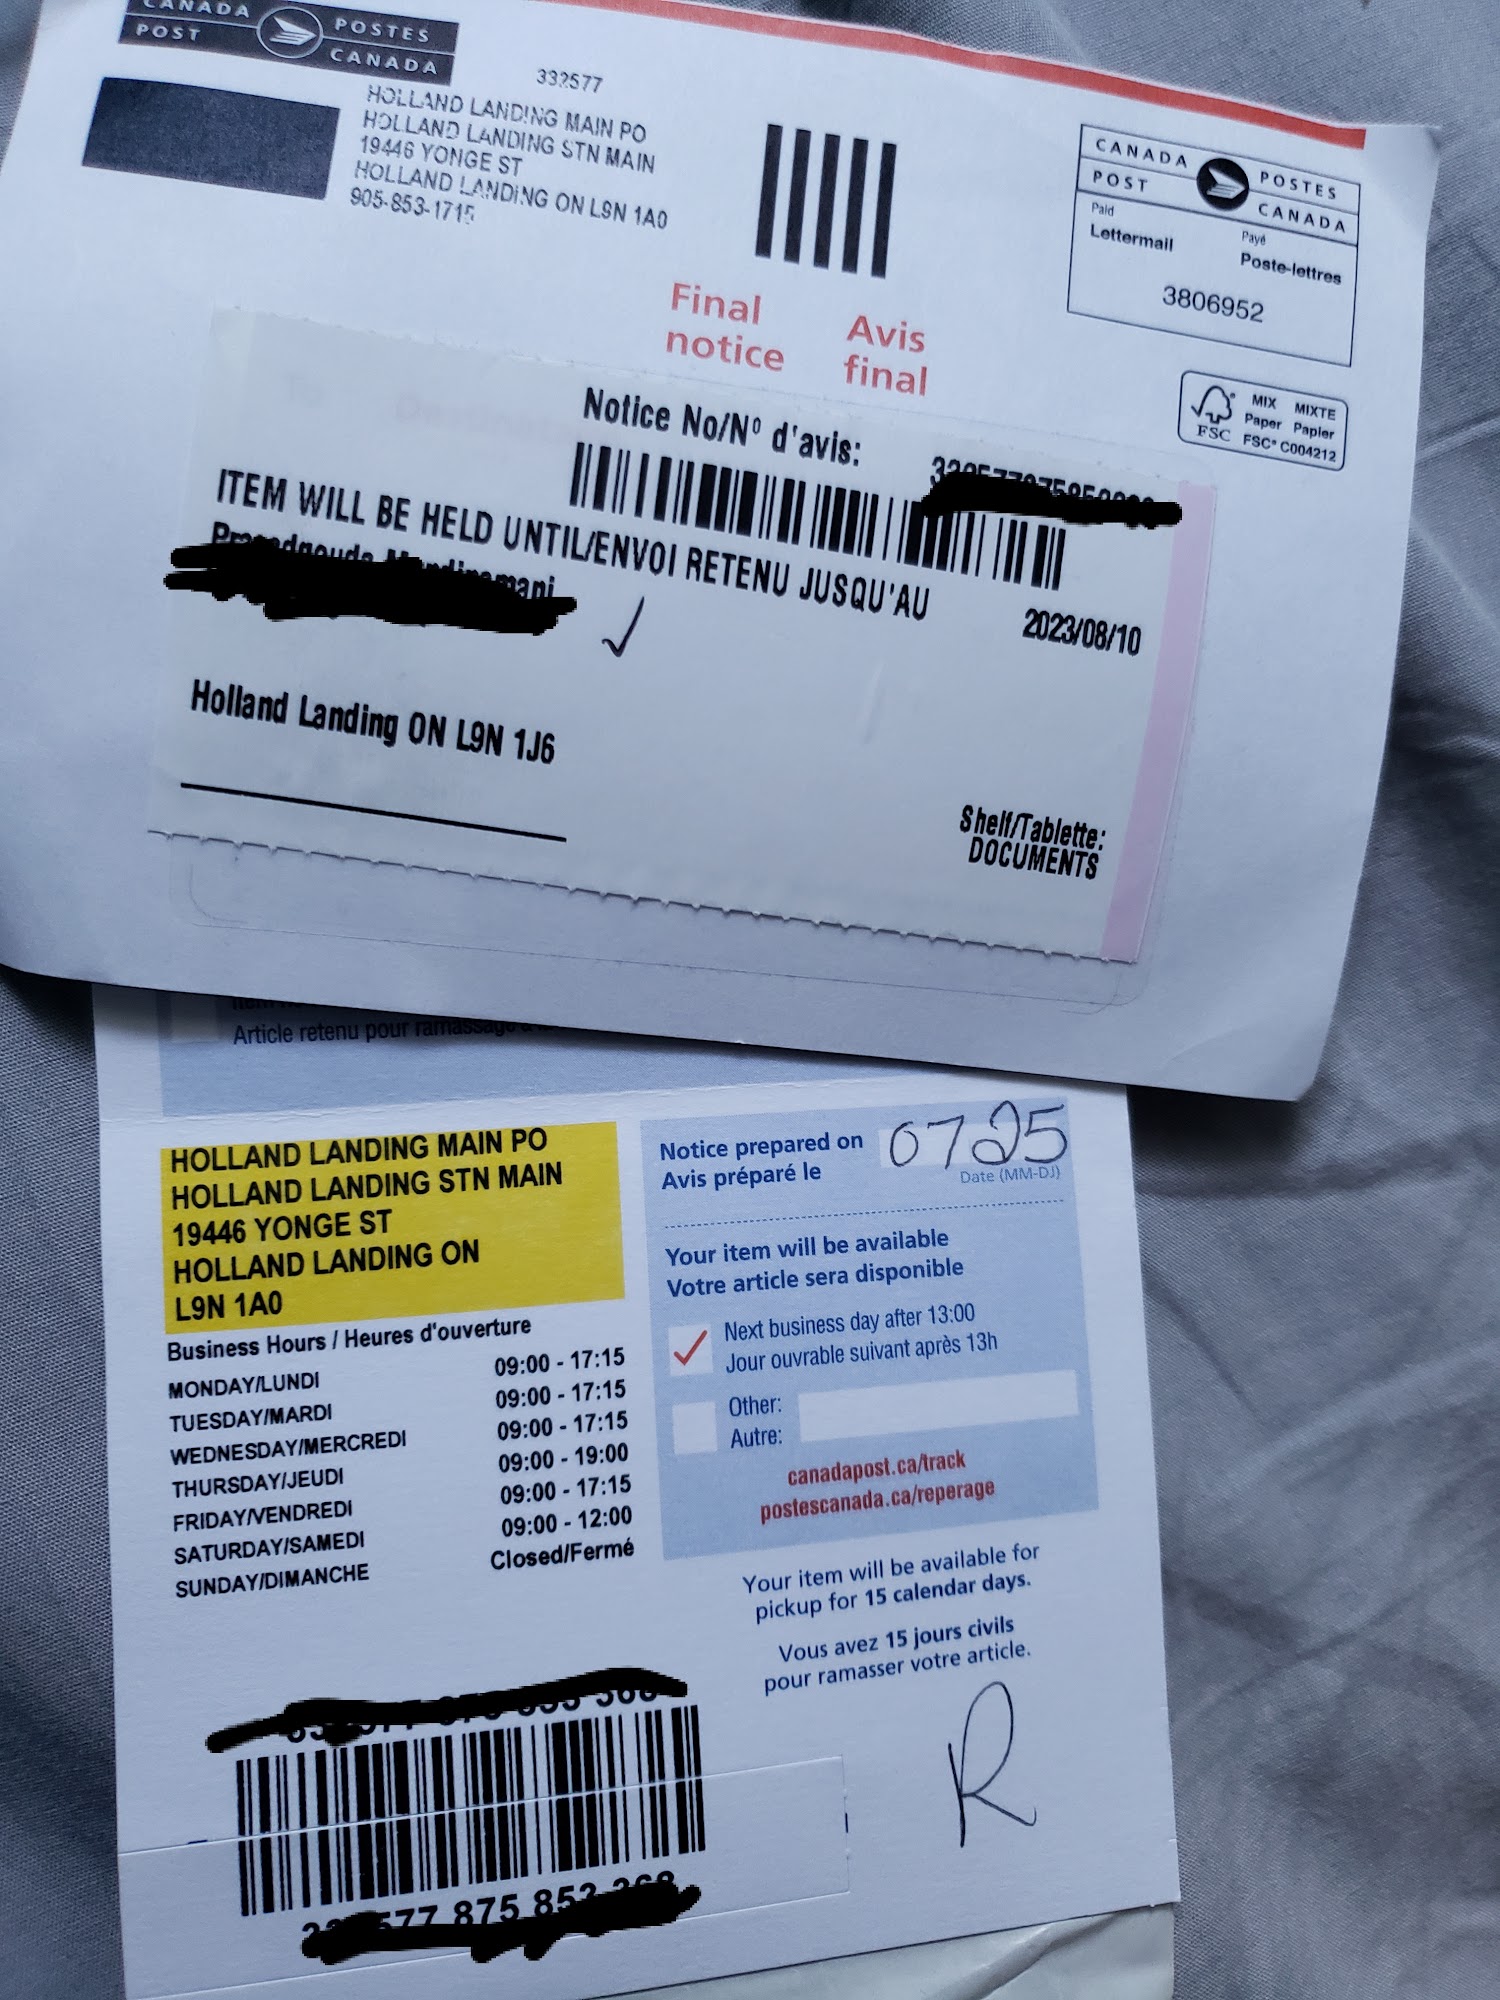 CANADA POSTES
POST CANADA
332577
HOLLAND LANDING MAIN PO
HOLLAND LANDING STN MAIN
19446 YONGE ST
HOLLAND LANDING ON L9N 1A0
905-853-1715
CANADA POSTES
POST CANADA
Paid Payé
Lettermail Poste-lettres
3806952
Final Avis
notice final
MIX MIXTE
Paper Papier
FSC FSC® C004212
Notice No/Nº d'avis:
ITEM WILL BE HELD UNTIL/ENVOI RETENU JUSQU'AU 2023/08/10
Holland Landing ON L9N 1J6
Shelf/Tablette:
DOCUMENTS
Article retenu pour ramassage
HOLLAND LANDING MAIN PO
HOLLAND LANDING STN MAIN
19446 YONGE ST
HOLLAND LANDING ON
L9N 1A0
Business Hours / Heures d'ouverture
MONDAY/LUNDI 09:00 - 17:15
TUESDAY/MARDI 09:00 - 17:15
WEDNESDAY/MERCREDI 09:00 - 17:15
THURSDAY/JEUDI 09:00 - 19:00
FRIDAY/VENDREDI 09:00 - 17:15
SATURDAY/SAMEDI 09:00 - 12:00
SUNDAY/DIMANCHE Closed/Fermé
Notice prepared on 0725
Avis préparé le
Date (MM-DJ)
Your item will be available
Votre article sera disponible
Next business day after 13:00
Jour ouvrable suivant après 13h
Other:
Autre:
canadapost.ca/track
postescanada.ca/reperage
Your item will be available for
pickup for 15 calendar days.
Vous avez 15 jours civils
pour ramasser votre article.
R
577 875 853